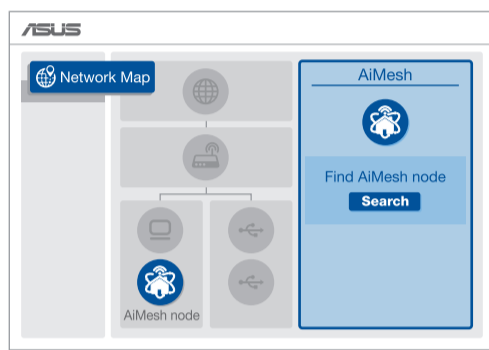 ASUS
Network Map
AiMesh
Find AiMesh node
Search
AiMesh node